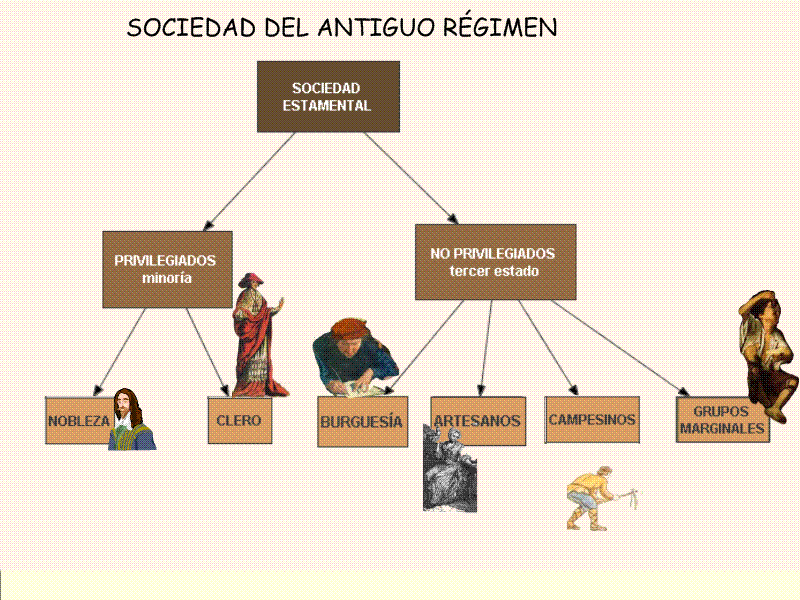 SOCIEDAD DEL ANTIGUO RÉGIMEN
SOCIEDAD
ESTAMENTAL
PRIVILEGIADOS
minoría
NO PRIVILEGIADOS
tercer estado
NOBLEZA
CLERO
BURGUESÍA
ARTESANOS
CAMPESINOS
GRUPOS
MARGINALES